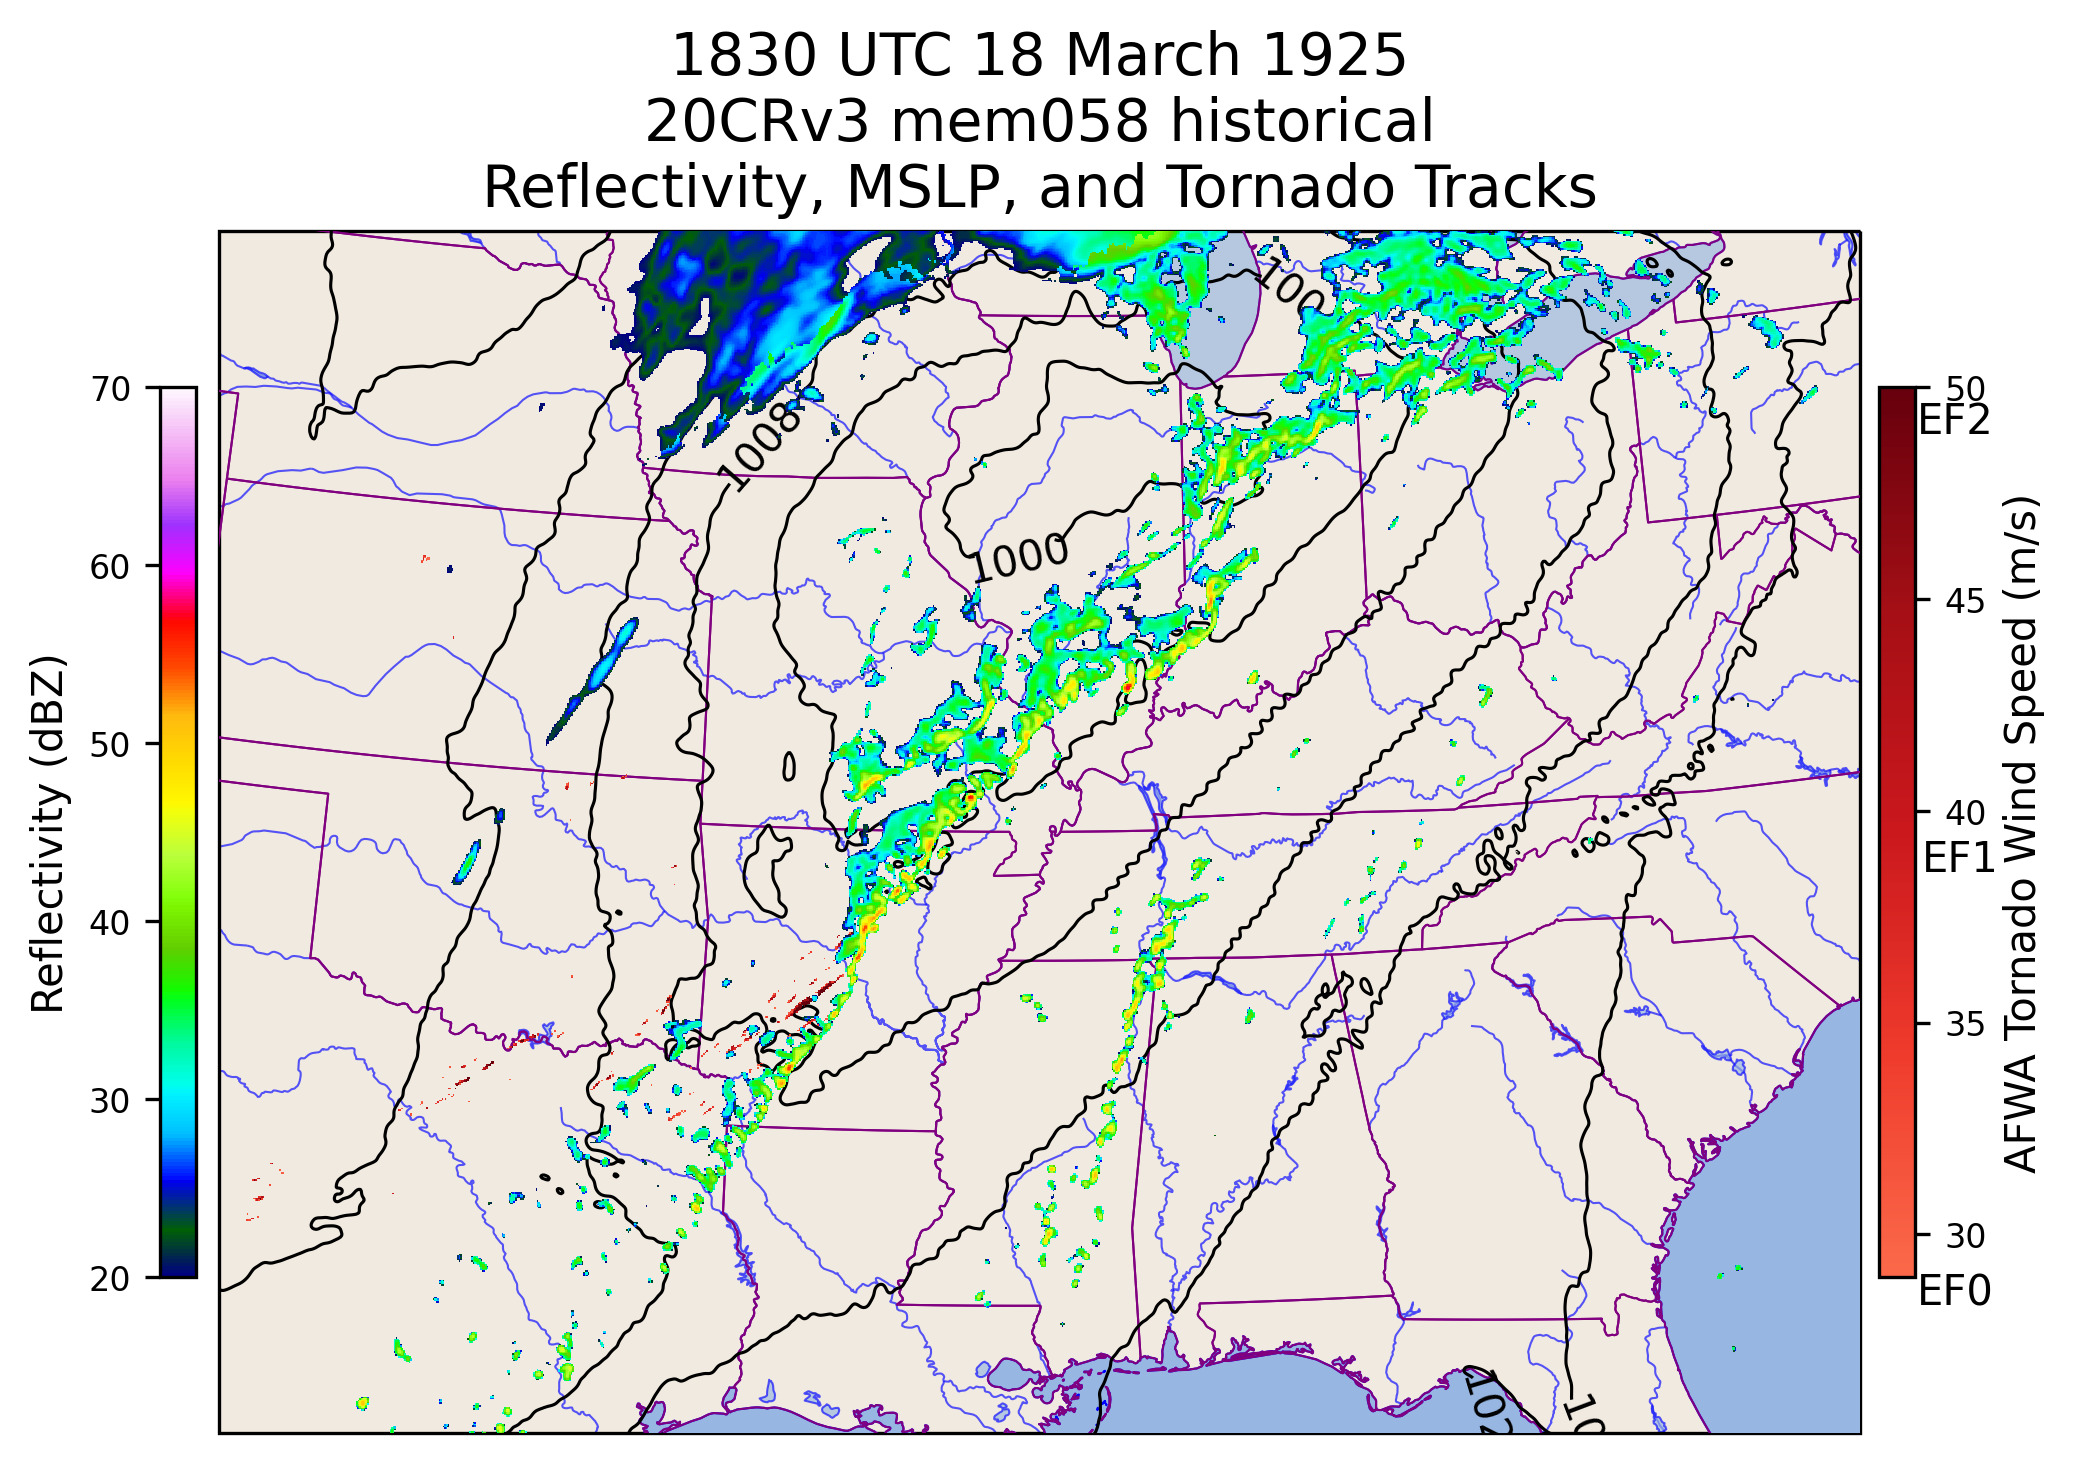 1830 UTC 18 March 1925
20CRv3 mem058 historical
Reflectivity, MSLP, and Tornado Tracks
100
1008
1000
102
10
Reflectivity (dBZ)
70
60
50
40
30
20
50
EF2
45
40
EF1
35
30
EF0
AFWA Tornado Wind Speed (m/s)